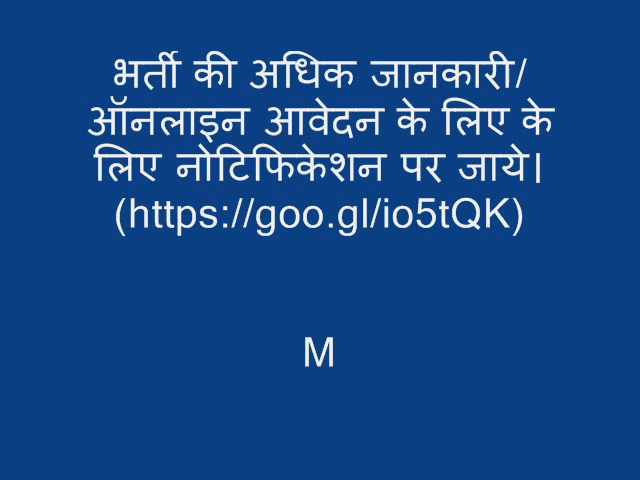 भर्ती की अधिक जानकारी/
ऑनलाइन आवेदन के लिए के
लिए नोटिफिकेशन पर जाये।
(https://goo.gl/io5tQK)
M